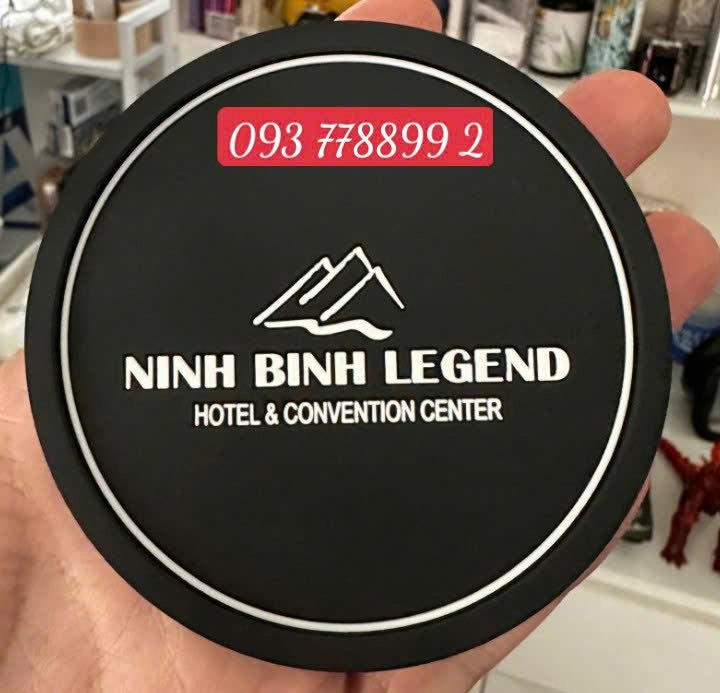 093 778899 2
NINH BINH LEGEND
HOTEL & CONVENTION CENTER